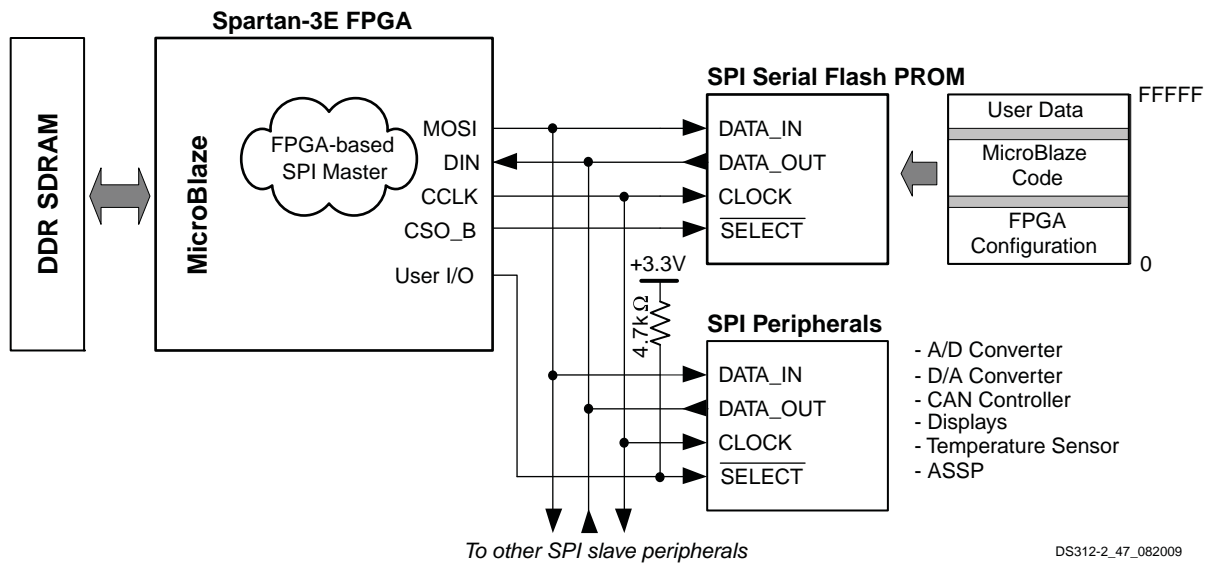 Spartan-3E FPGA
DDR SDRAM
MicroBlaze
FPGA-based
SPI Master
MOSI
DIN
CCLK
CSO_B
User I/O
SPI Serial Flash PROM
DATA_IN
DATA_OUT
CLOCK
SELECT
User Data
MicroBlaze
Code
FPGA
Configuration
FFFFF
0
+3.3V
4.7kΩ
SPI Peripherals
DATA_IN
DATA_OUT
CLOCK
SELECT
- A/D Converter
- D/A Converter
- CAN Controller
- Displays
- Temperature Sensor
- ASSP
To other SPI slave peripherals
DS312-2_47_082009